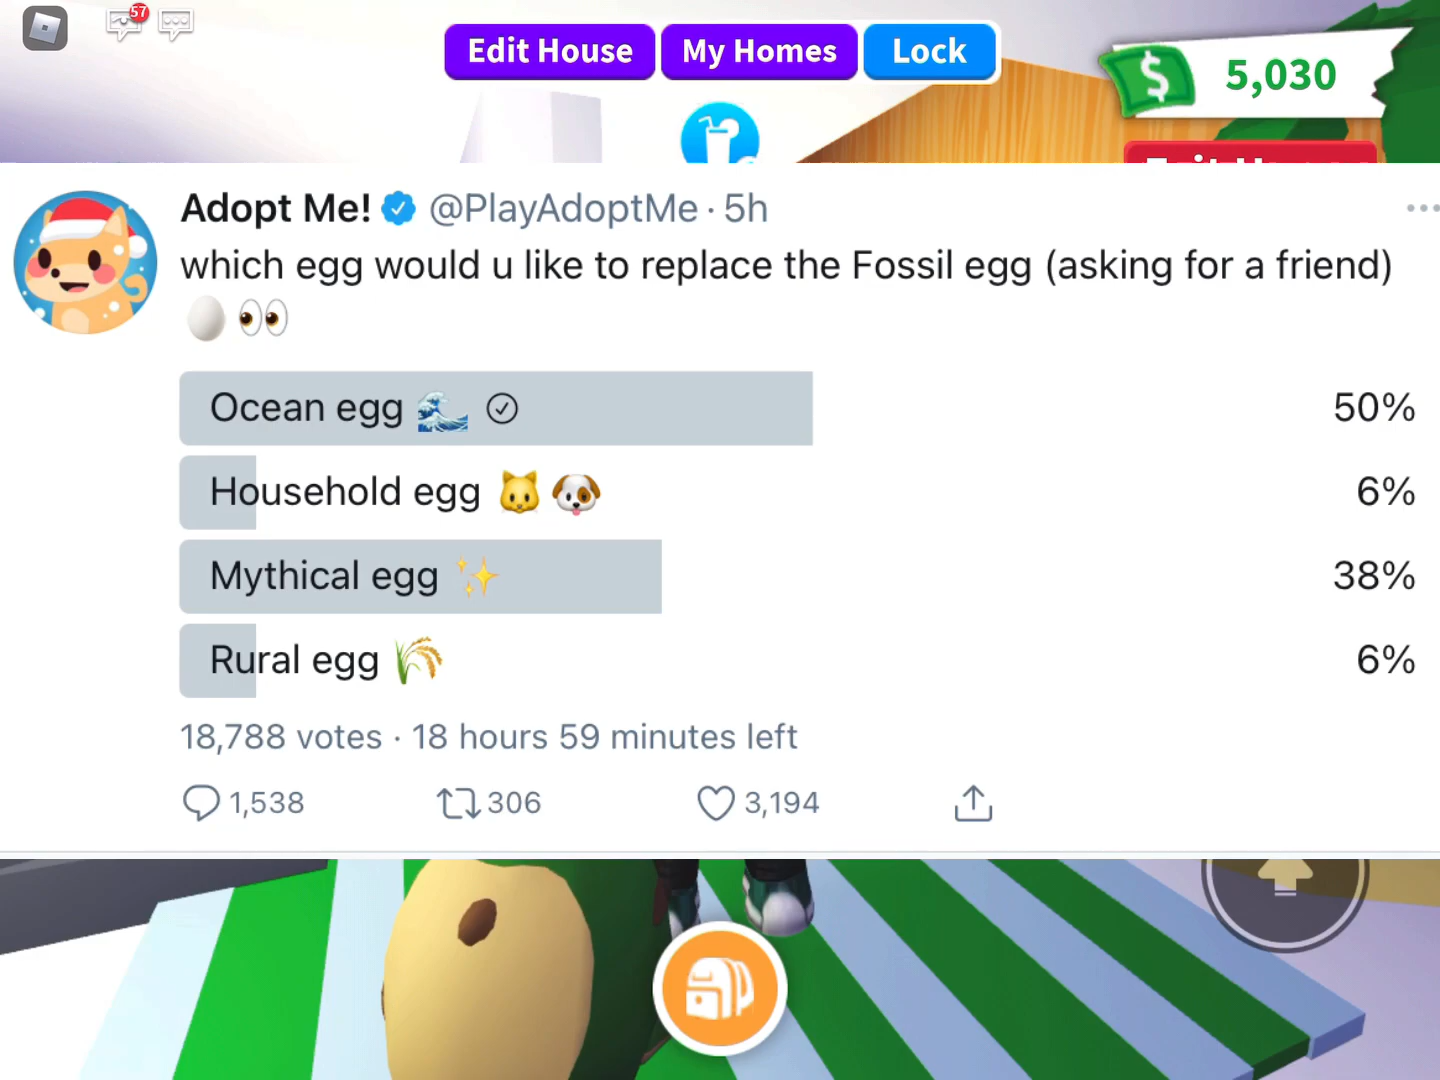 57
Edit House
My Homes
Lock
5,030
Adopt Me! @PlayAdoptMe · 5h
which egg would u like to replace the Fossil egg (asking for a friend)
🥚 👀
Ocean egg 🌊 50%
Household egg 🐱 🐶 6%
Mythical egg ✨ 38%
Rural egg 🌾 6%
18,788 votes · 18 hours 59 minutes left
1,538 306 3,194